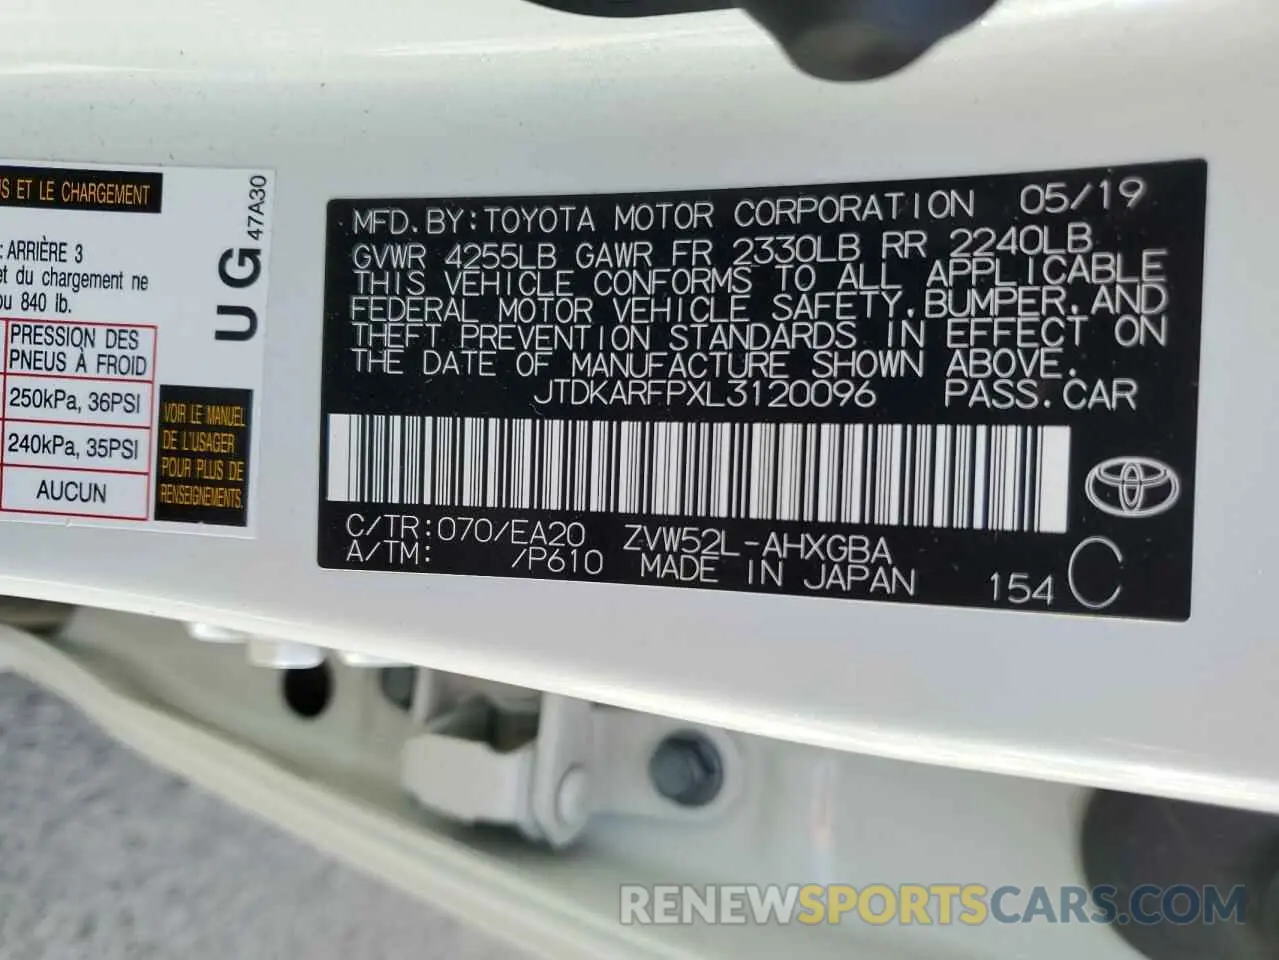 US ET LE CHARGEMENT
: ARRIÈRE 3
et du chargement ne
ou 840 lb.
PRESSION DES
PNEUS À FROID
250kPa, 36PSI
240kPa, 35PSI
AUCUN
47A30
UG
VOIR LE MANUEL
DE L'USAGER
POUR PLUS DE
RENSEIGNEMENTS.
MFD. BY: TOYOTA MOTOR CORPORATION 05/19
GVWR 4255LB GAWR FR 2330LB RR 2240LB
THIS VEHICLE CONFORMS TO ALL APPLICABLE
FEDERAL MOTOR VEHICLE SAFETY, BUMPER, AND
THEFT PREVENTION STANDARDS IN EFFECT ON
THE DATE OF MANUFACTURE SHOWN ABOVE.
JTDKARFPXL3120096 PASS. CAR
C/TR: 070/EA20 ZVW52L-AHXGBA
A/TM: /P610 MADE IN JAPAN 154 C
RENEWSPORTSCARS.COM